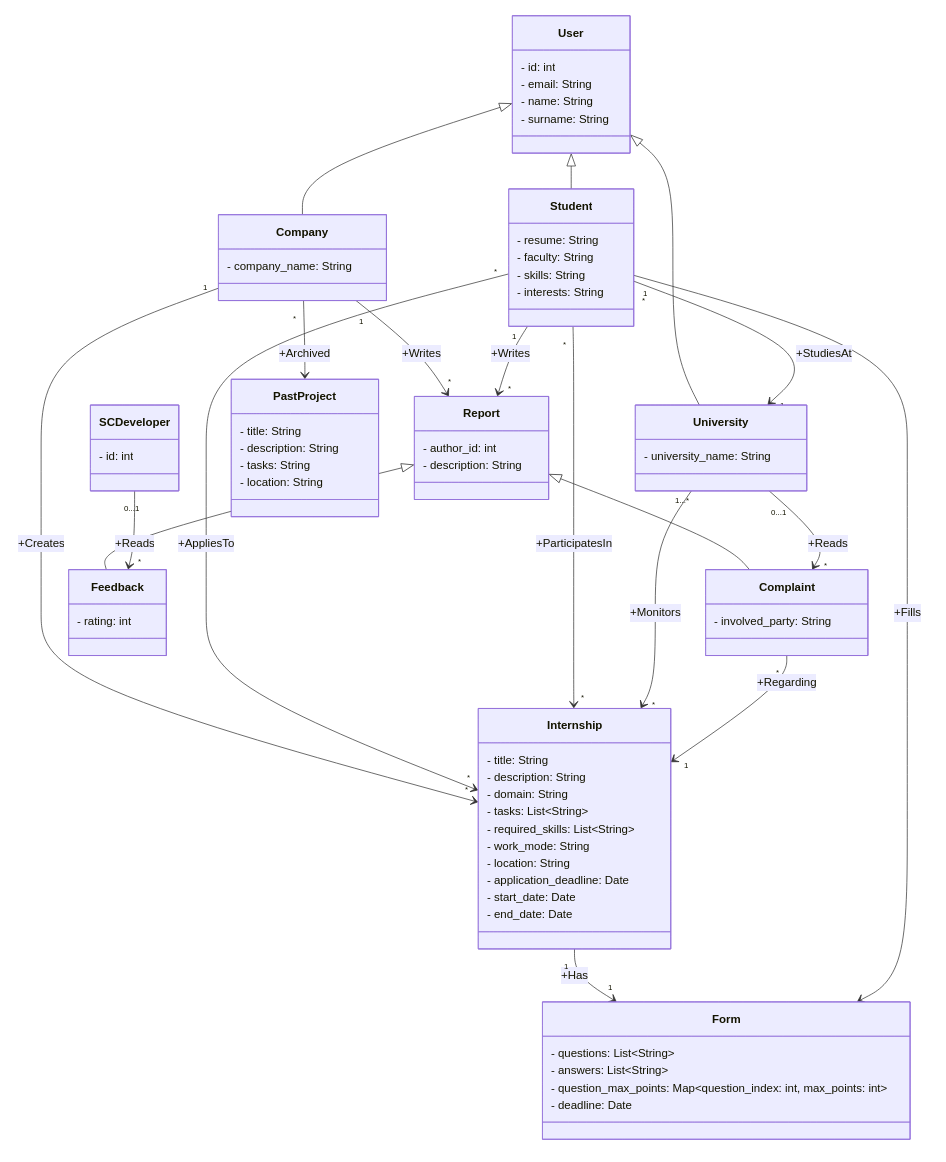 User
- id: int
- email: String
- name: String
- surname: String
Student
- resume: String
- faculty: String
- skills: String
- interests: String
Company
- company_name: String
1
*
1
*
1
*
1
*
+Archived
+Writes
+Writes
+StudiesAt
*
*
PastProject
- title: String
- description: String
- tasks: String
- location: String
Report
- author_id: int
- description: String
SCDeveloper
- id: int
University
- university_name: String
0...1
1...*
0...1
+Creates
+Reads
+AppliesTo
+ParticipatesIn
+Reads
*
*
Feedback
- rating: int
Complaint
- involved_party: String
+Monitors
+Fills
*
+Regarding
*
*
1
*
*
Internship
- title: String
- description: String
- domain: String
- tasks: List<String>
- required_skills: List<String>
- work_mode: String
- location: String
- application_deadline: Date
- start_date: Date
- end_date: Date
1
+Has
1
Form
- questions: List<String>
- answers: List<String>
- question_max_points: Map<question_index: int, max_points: int>
- deadline: Date